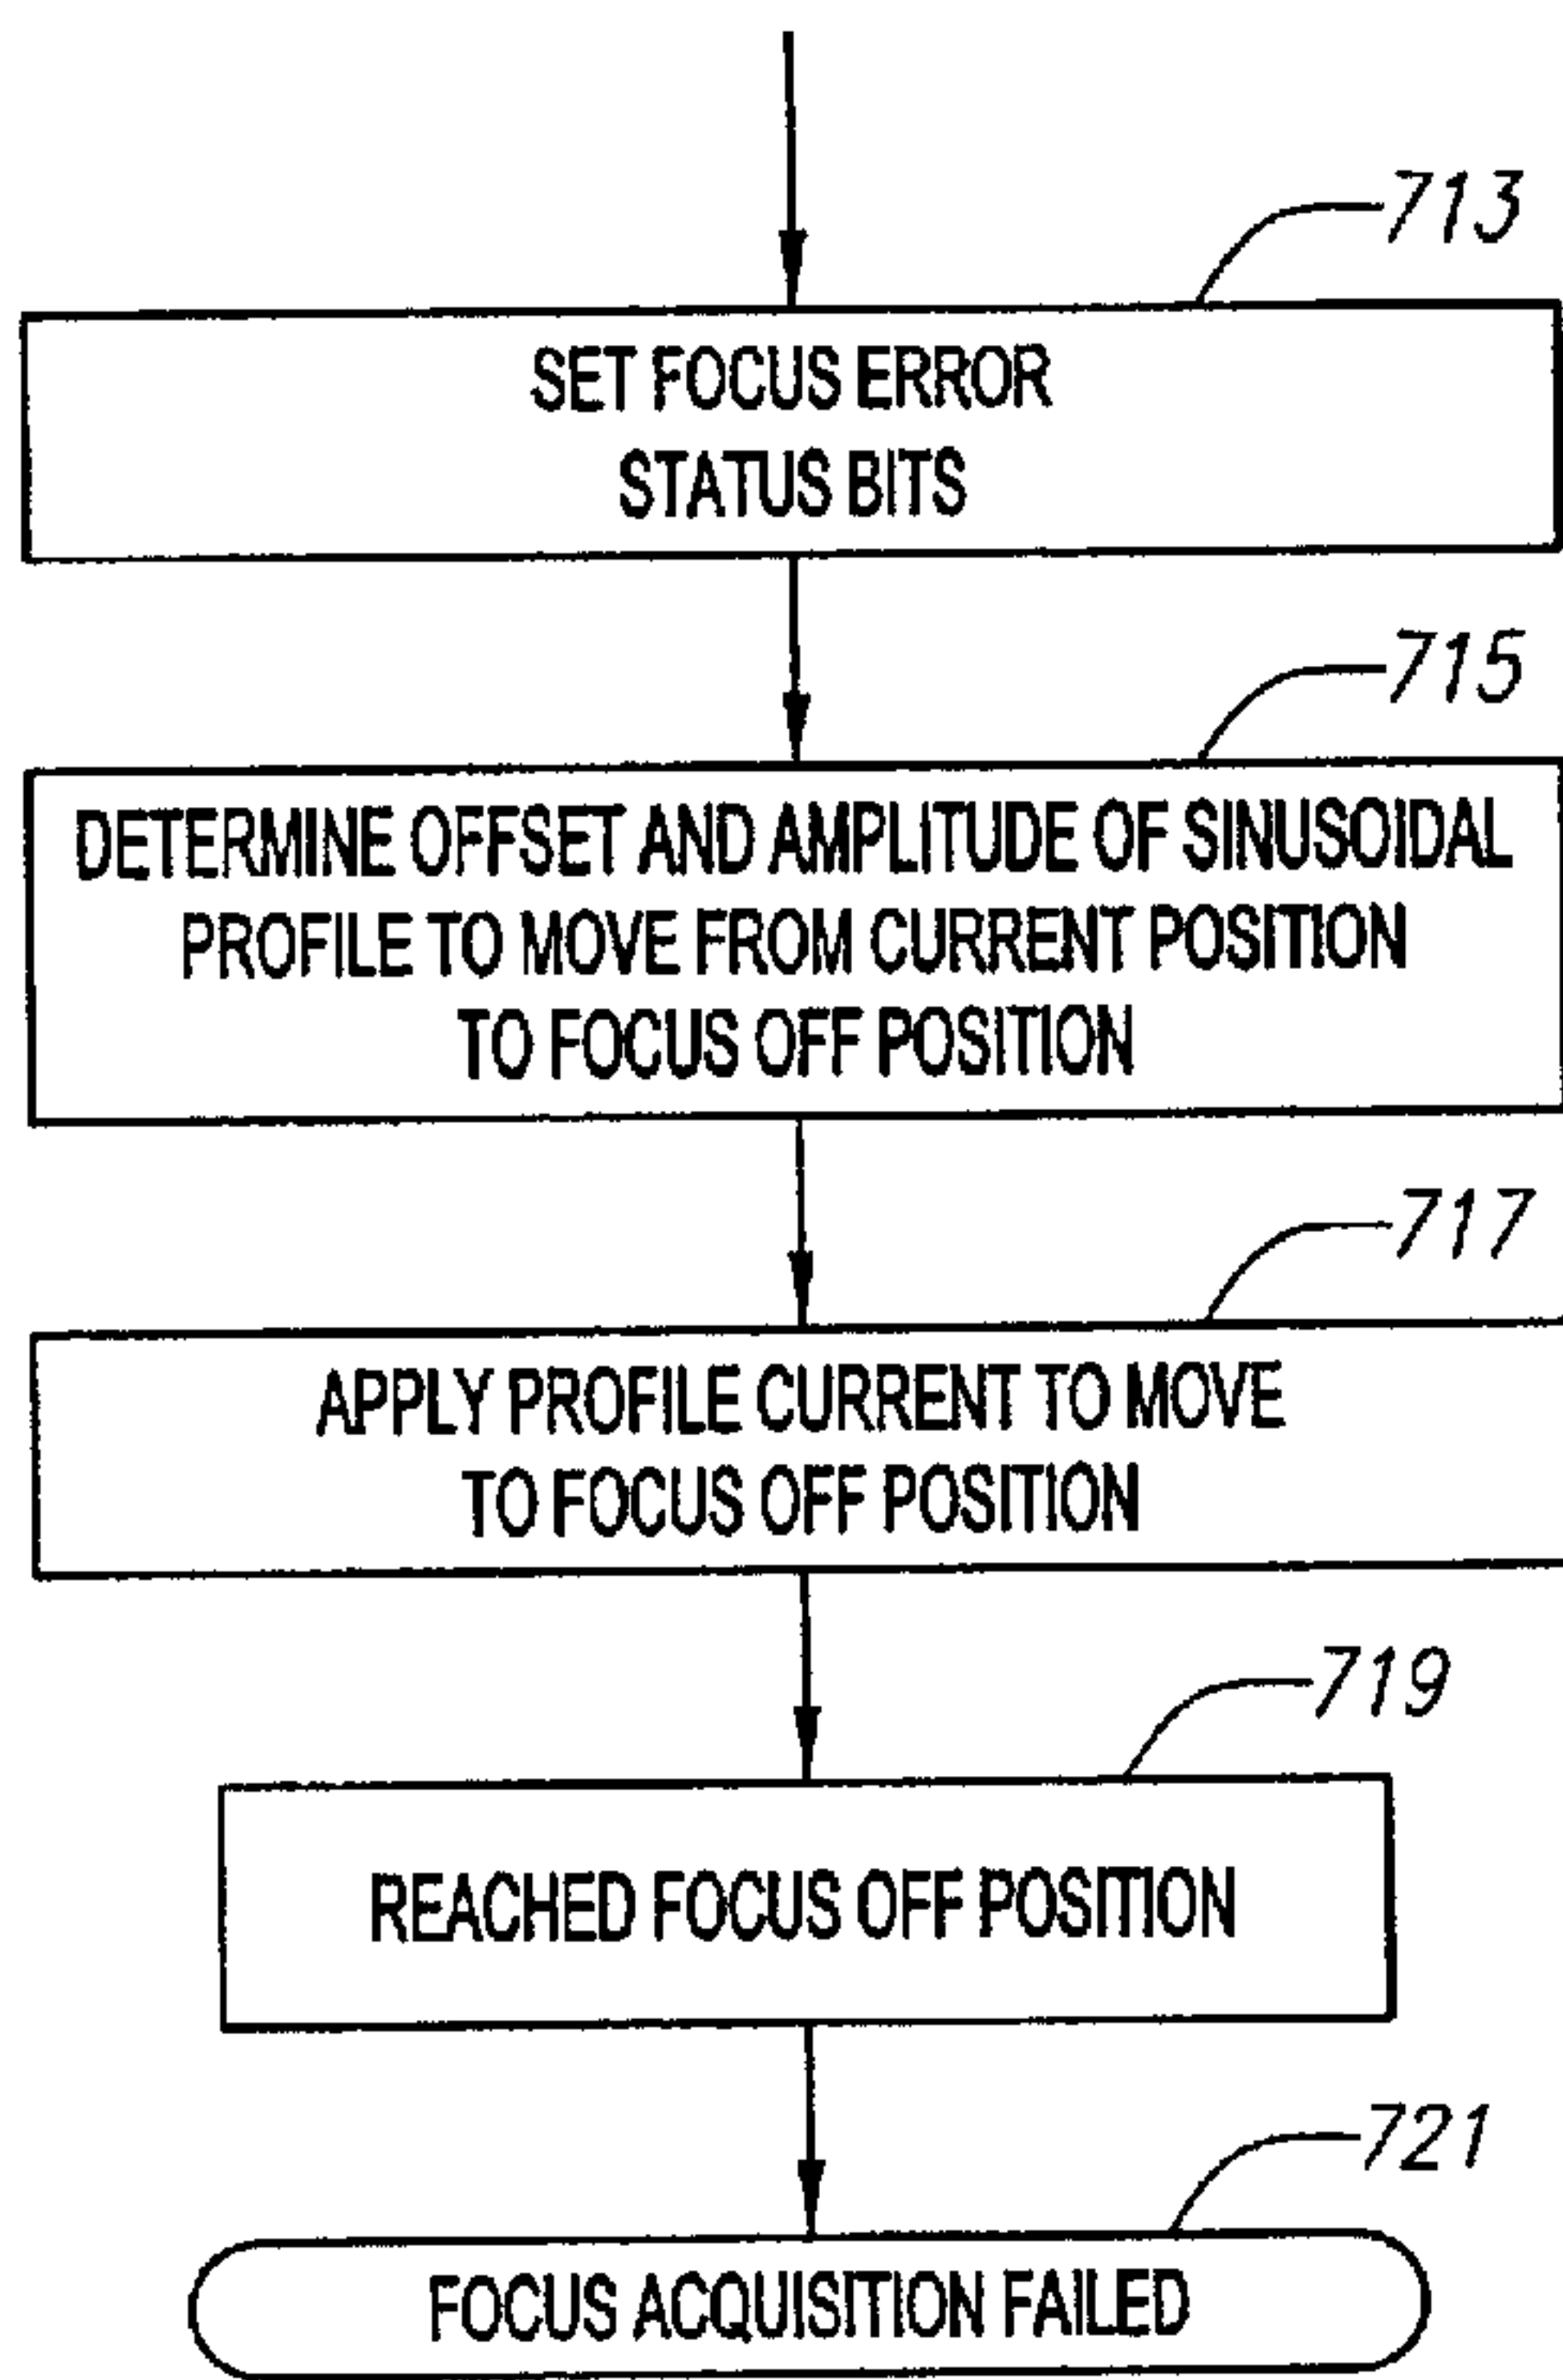 713
SET FOCUS ERROR
STATUS BITS
715
DETERMINE OFFSET AND AMPLITUDE OF SINUSOIDAL
PROFILE TO MOVE FROM CURRENT POSITION
TO FOCUS OFF POSITION
717
APPLY PROFILE CURRENT TO MOVE
TO FOCUS OFF POSITION
719
REACHED FOCUS OFF POSITION
721
FOCUS ACQUISITION FAILED